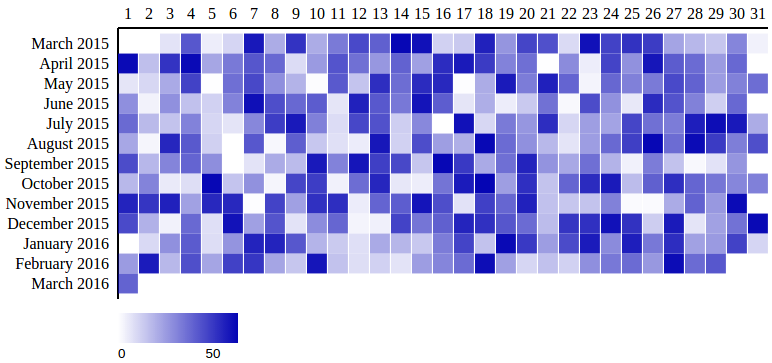 1 2 3 4 5 6 7 8 9 10 11 12 13 14 15 16 17 18 19 20 21 22 23 24 25 26 27 28 29 30 31
March 2015
April 2015
May 2015
June 2015
July 2015
August 2015
September 2015
October 2015
November 2015
December 2015
January 2016
February 2016
March 2016
0 50